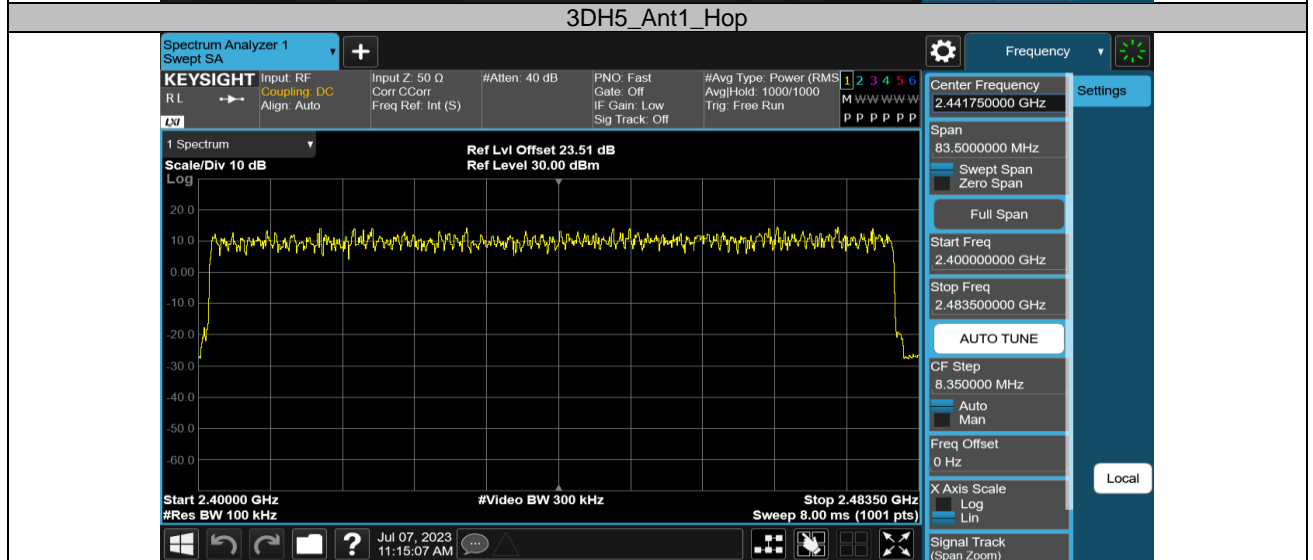 3DH5_Ant1_Hop
Spectrum Analyzer 1
Swept SA
Frequency
KEYSIGHT
R L
LXI
Input: RF
Coupling: DC
Align: Auto
Input Z: 50 Ω
Corr CCorr
Freq Ref: Int (S)
#Atten: 40 dB
PNO: Fast
Gate: Off
IF Gain: Low
Sig Track: Off
#Avg Type: Power (RMS
Avg|Hold: 1000/1000
Trig: Free Run
1 2 3 4 5 6
M W W W W W
P P P P P P
1 Spectrum
Scale/Div 10 dB
Log
Ref Lvl Offset 23.51 dB
Ref Level 30.00 dBm
20.0
10.0
0.00
-10.0
-20.0
-30.0
-40.0
-50.0
-60.0
Start 2.40000 GHz
#Res BW 100 kHz
#Video BW 300 kHz
Stop 2.48350 GHz
Sweep 8.00 ms (1001 pts)
Jul 07, 2023
11:15:07 AM
Center Frequency
2.441750000 GHz
Settings
Span
83.5000000 MHz
Swept Span
Zero Span
Full Span
Start Freq
2.400000000 GHz
Stop Freq
2.483500000 GHz
AUTO TUNE
CF Step
8.350000 MHz
Auto
Man
Freq Offset
0 Hz
Local
X Axis Scale
Log
Lin
Signal Track
(Span Zoom)